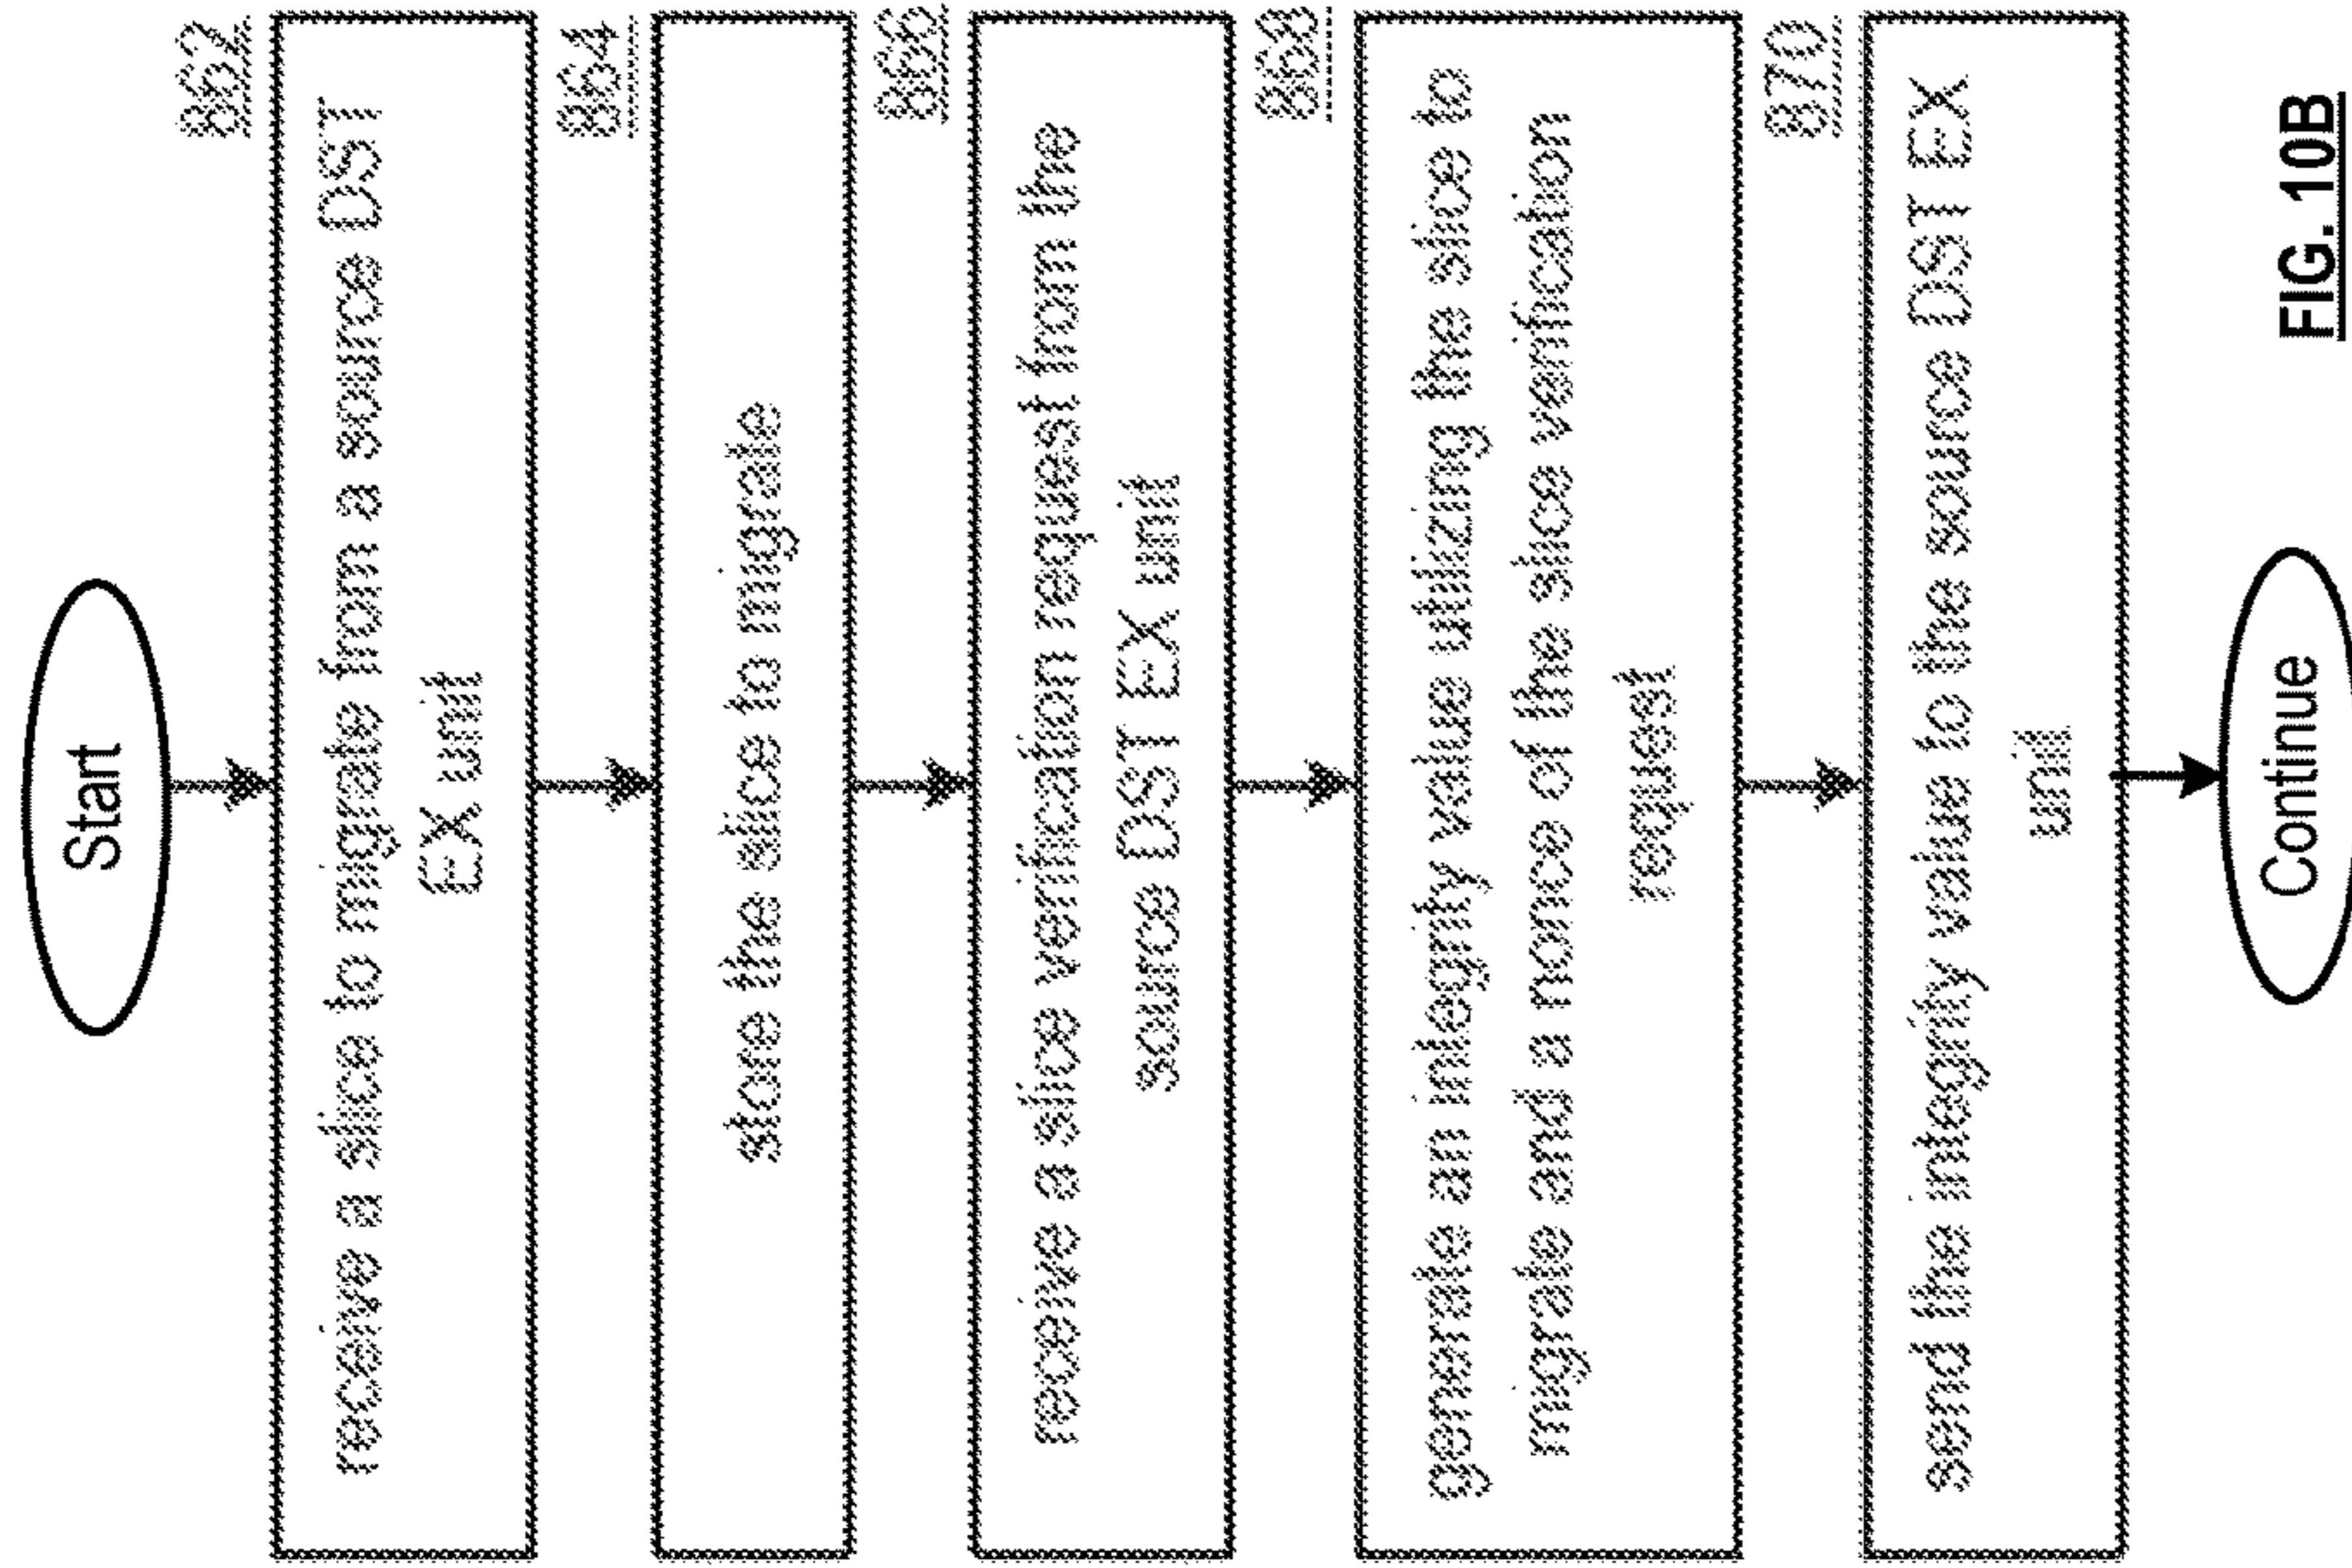 Start
862
receive a slice to migrate from a source DST
EX unit
864
store the slice to migrate
866
receive a slice verification request from the
source DST EX unit
868
generate an integrity value utilizing the slice to
migrate and a nonce of the slice verification
request
870
send the integrity value to the source DST EX
unit
Continue
FIG. 10B